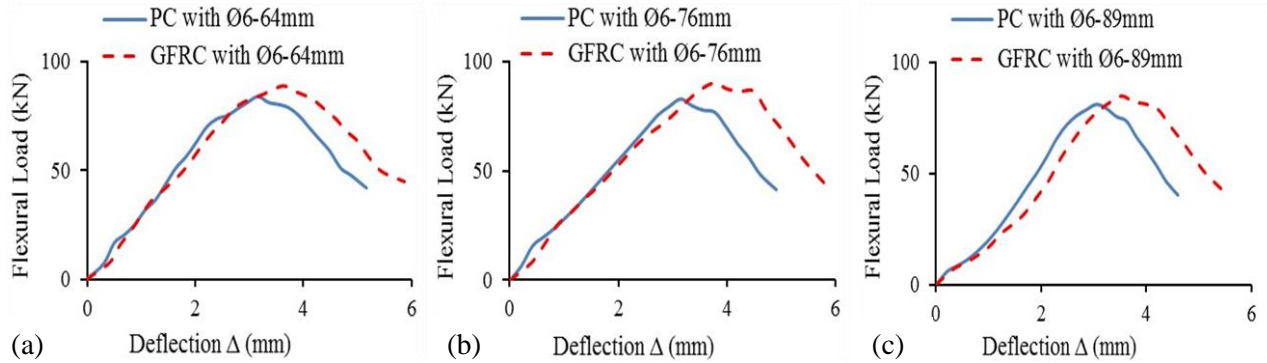 PC with Ø6-64mm
GFRC with Ø6-64mm
Flexural Load (kN)
100
50
0
0 2 4 6
Deflection Δ (mm)
(a)
PC with Ø6-76mm
GFRC with Ø6-76mm
Flexural Load (kN)
100
50
0
0 2 4 6
Deflection Δ (mm)
(b)
PC with Ø6-89mm
GFRC with Ø6-89mm
Flexural Load (kN)
100
50
0
0 2 4 6
Deflection Δ (mm)
(c)